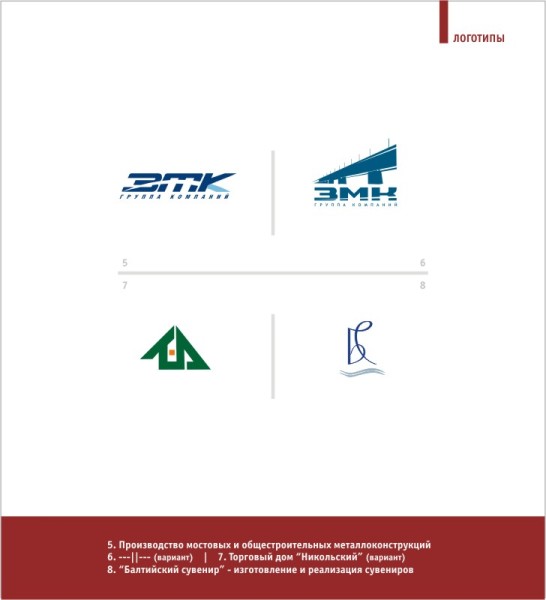 ЛОГОТИПЫ
ЗМК
ГРУППА КОМПАНИЙ
ЗМК
ГРУППА КОМПАНИЙ
5
6
7
8
БС
5. Производство мостовых и общестроительных металлоконструкций
6. ---||--- (вариант) | 7. Торговый дом “Никольский” (вариант)
8. “Балтийский сувенир” - изготовление и реализация сувениров